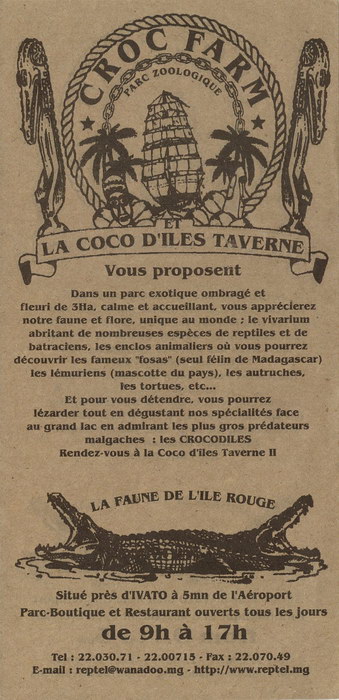 CROC FARM
PARC ZOOLOGIQUE
ET
LA COCO D'ILES TAVERNE
Vous proposent
Dans un parc exotique ombragé et
fleuri de 3Ha, calme et accueillant, vous apprécierez
notre faune et flore, unique au monde ; le vivarium
abritant de nombreuses espèces de reptiles et de
batraciens, les enclos animaliers où vous pourrez
découvrir les fameux "fosas" (seul félin de Madagascar)
les lémuriens (mascotte du pays), les autruches,
les tortues, etc...
Et pour vous détendre, vous pourrez
lézarder tout en dégustant nos spécialités face
au grand lac en admirant les plus gros prédateurs
malgaches : les CROCODILES
Rendez-vous à la Coco d'iles Taverne II
LA FAUNE DE L'ILE ROUGE
Situé près d'IVATO à 5mn de l'Aéroport
Parc-Boutique et Restaurant ouverts tous les jours
de 9h à 17h
Tel : 22.030.71 - 22.00715 - Fax : 22.070.49
E-mail : reptel@wanadoo.mg - http://www.reptel.mg